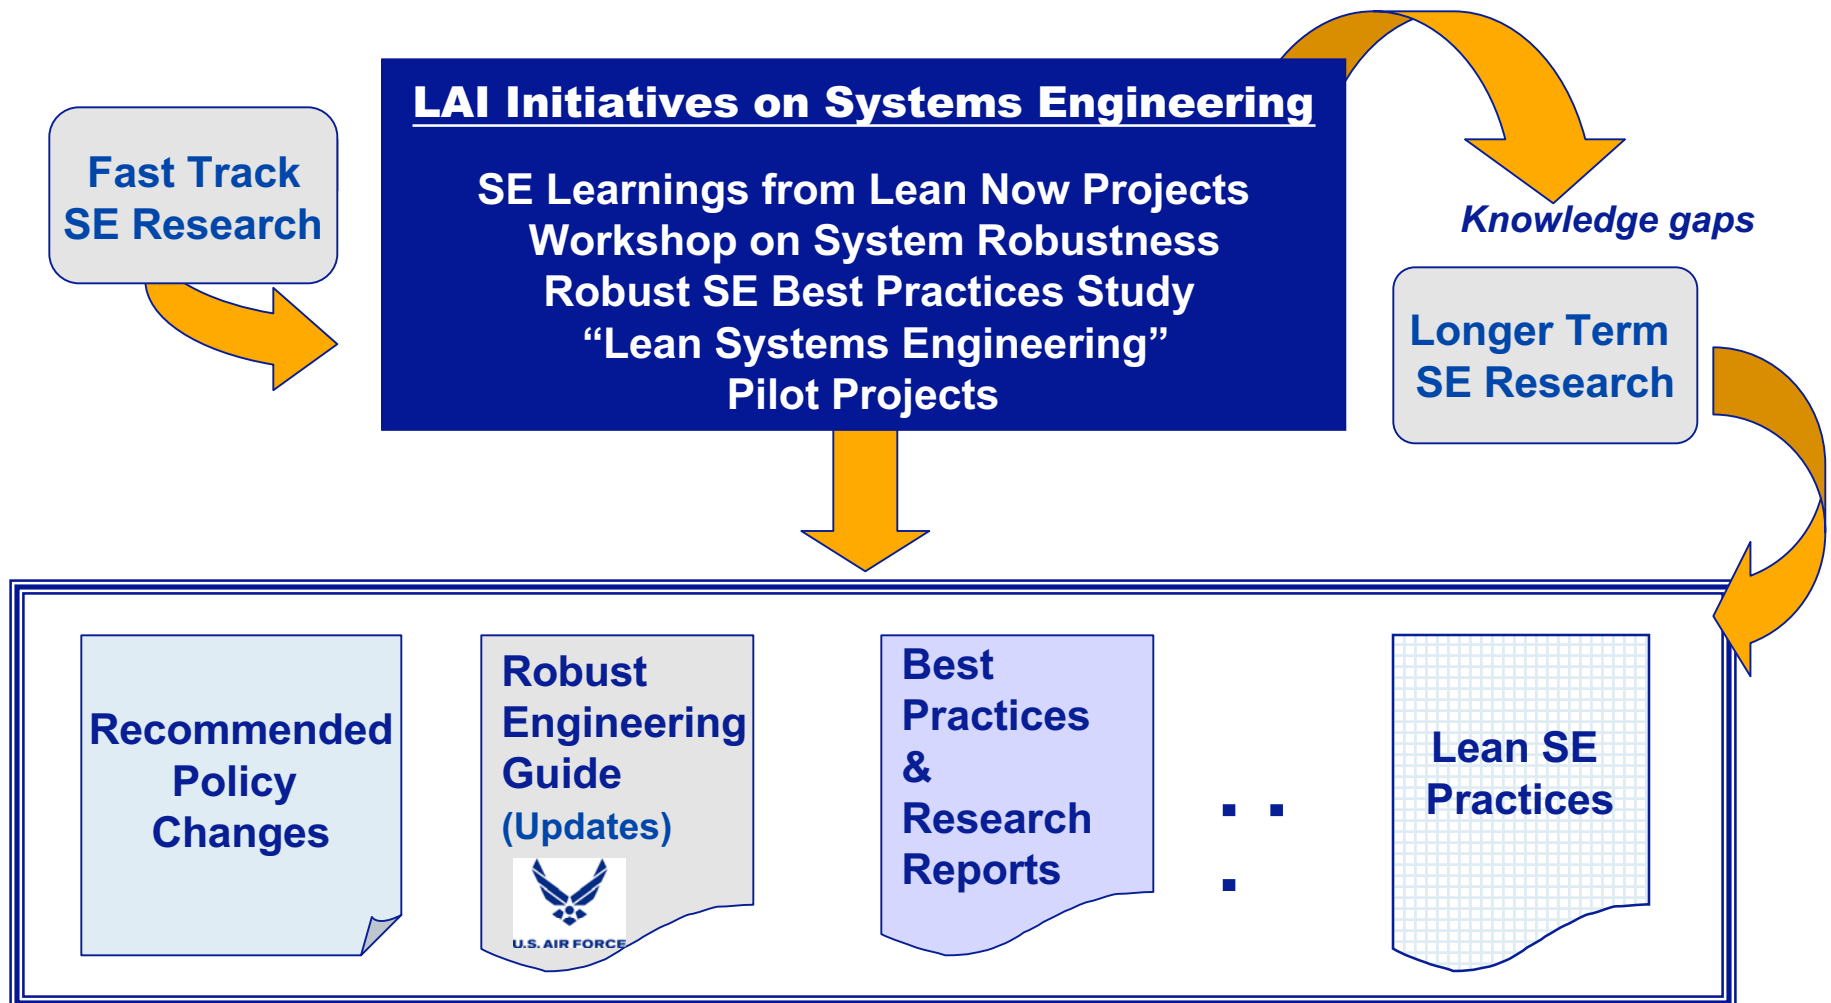 LAI Initiatives on Systems Engineering
SE Learnings from Lean Now Projects
Workshop on System Robustness
Robust SE Best Practices Study
“Lean Systems Engineering”
Pilot Projects
Fast Track
SE Research
Knowledge gaps
Longer Term
SE Research
Recommended
Policy
Changes
Robust
Engineering
Guide
(Updates)
U.S. AIR FORCE
Best
Practices
&
Research
Reports
. .
.
Lean SE
Practices